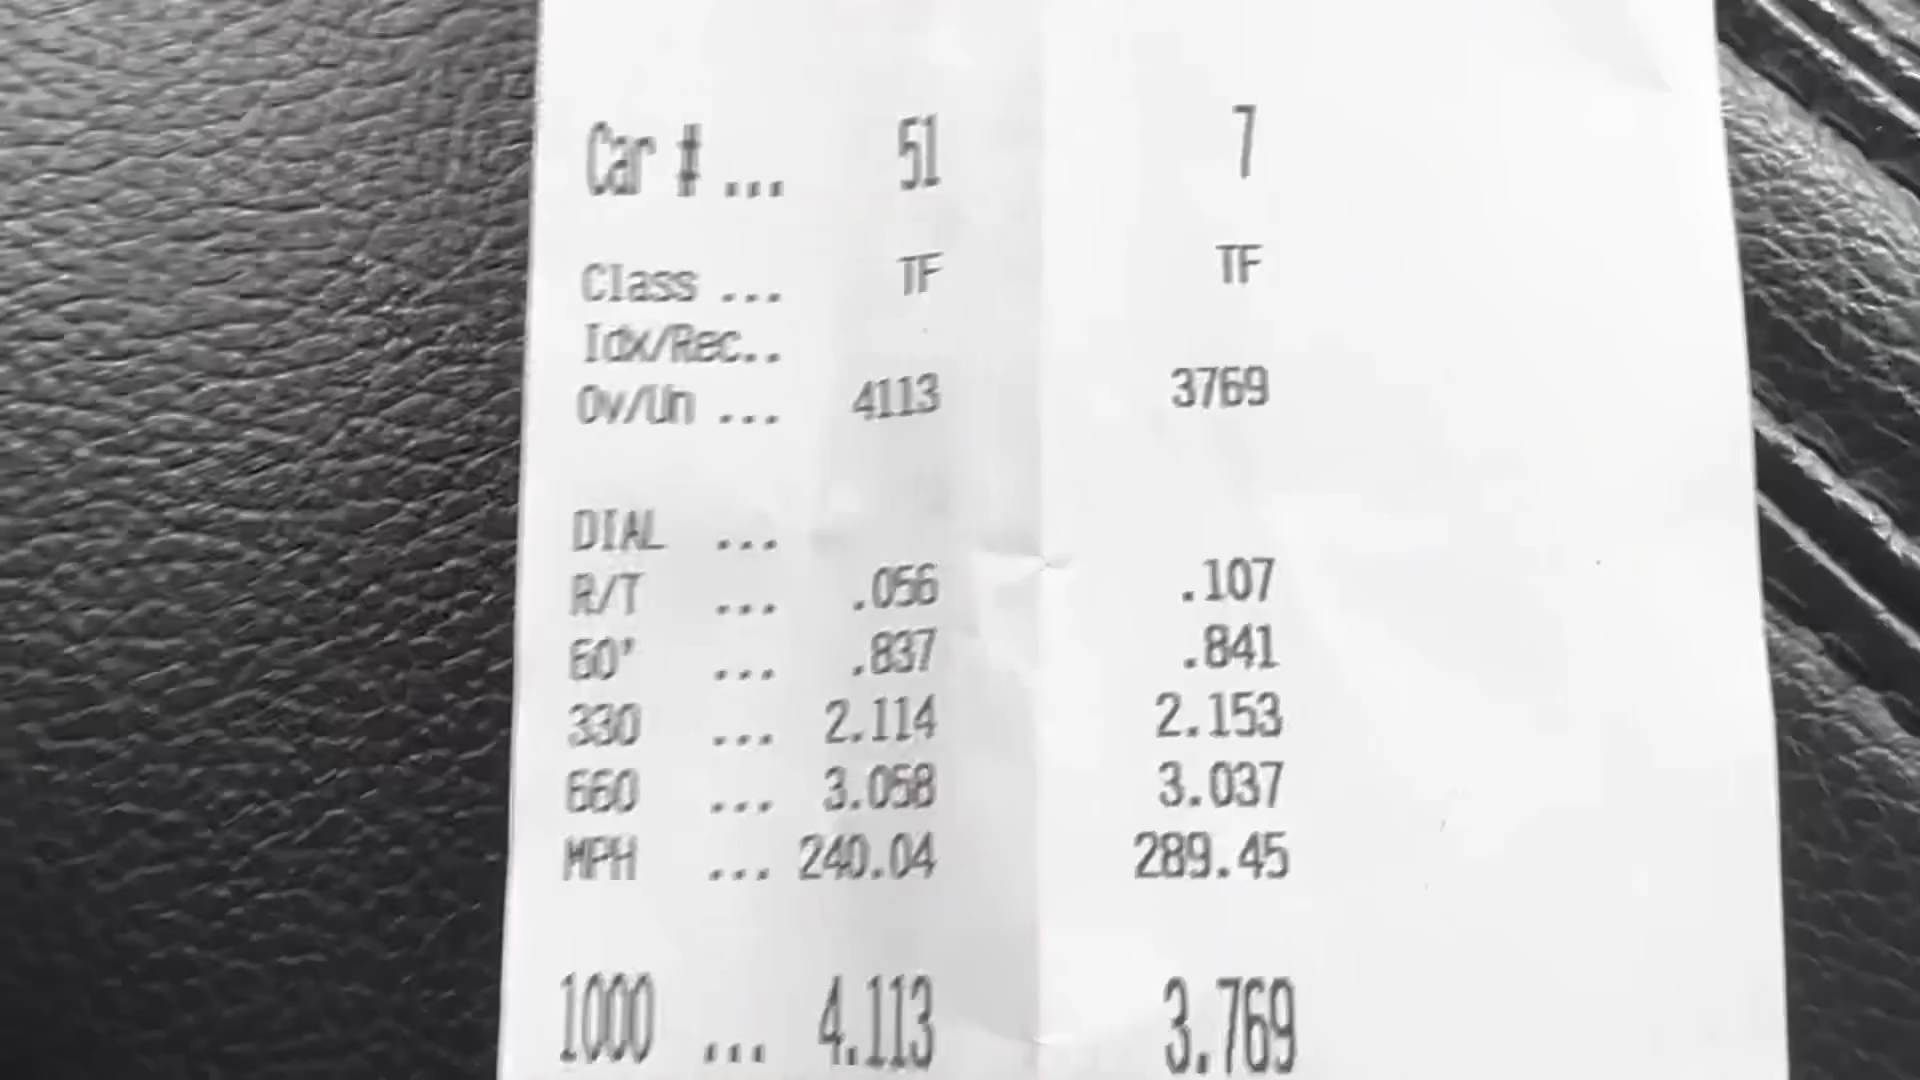 Car # ... 51 7
Class ... TF TF
Idx/Rec..
Ov/Un ... 4113 3769
DIAL ...
R/T ... .056 .107
60' ... .837 .841
330 ... 2.114 2.153
660 ... 3.058 3.037
MPH ... 240.04 289.45
1000 ... 4.113 3.769